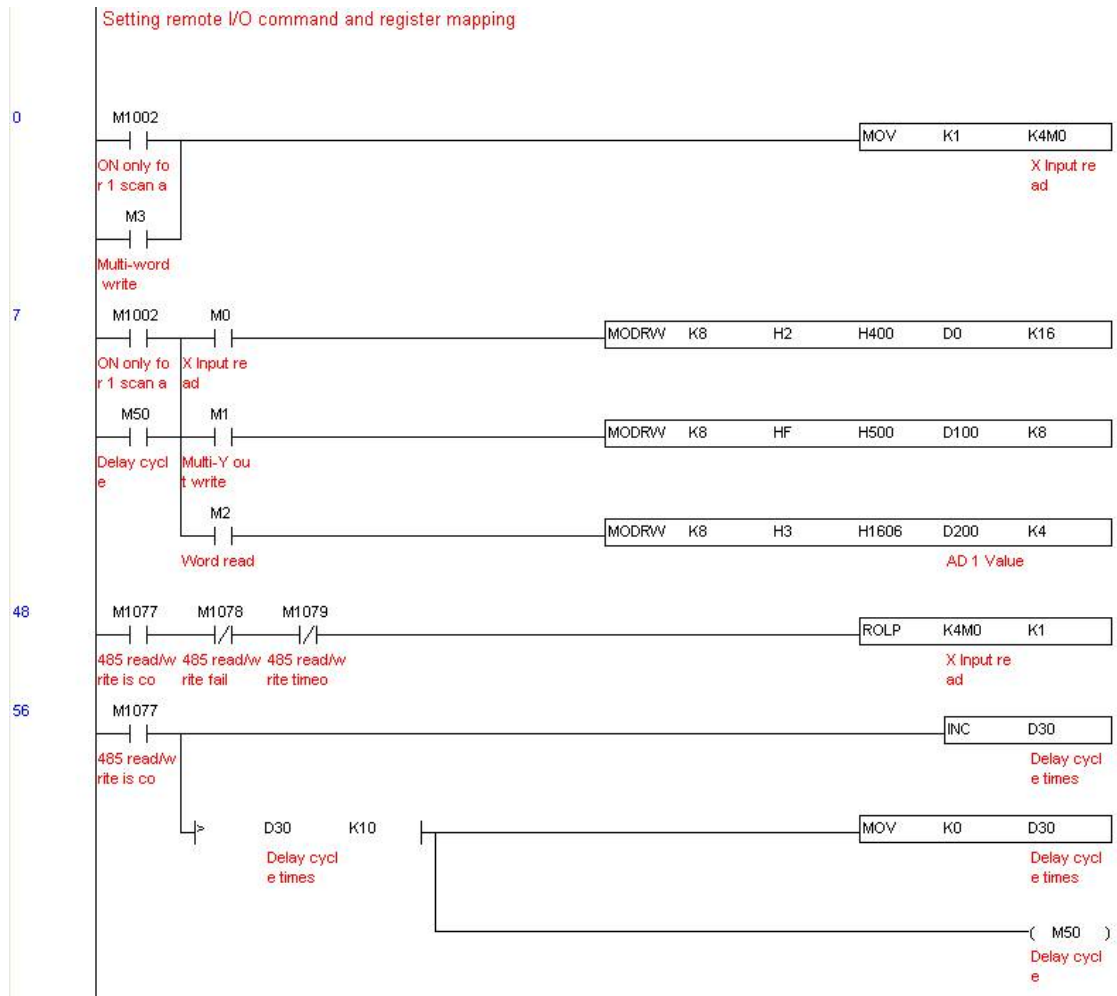 Setting remote I/O command and register mapping
0
M1002
MOV K1 K4M0
ON only fo
r 1 scan a
X Input re
ad
M3
Multi-word
write
7
M1002 M0
MODRW K8 H2 H400 D0 K16
ON only fo
r 1 scan a
X Input re
ad
M50 M1
MODRW K8 HF H500 D100 K8
Delay cycl
e
Multi-Y ou
t write
M2
MODRW K8 H3 H1606 D200 K4
Word read
AD 1 Value
48
M1077 M1078 M1079
ROLP K4M0 K1
485 read/w
rite is co
485 read/w
rite fail
485 read/w
rite timeo
X Input re
ad
56
M1077
INC D30
485 read/w
rite is co
Delay cycl
e times
> D30 K10
MOV K0 D30
Delay cycl
e times
Delay cycl
e times
( M50 )
Delay cycl
e